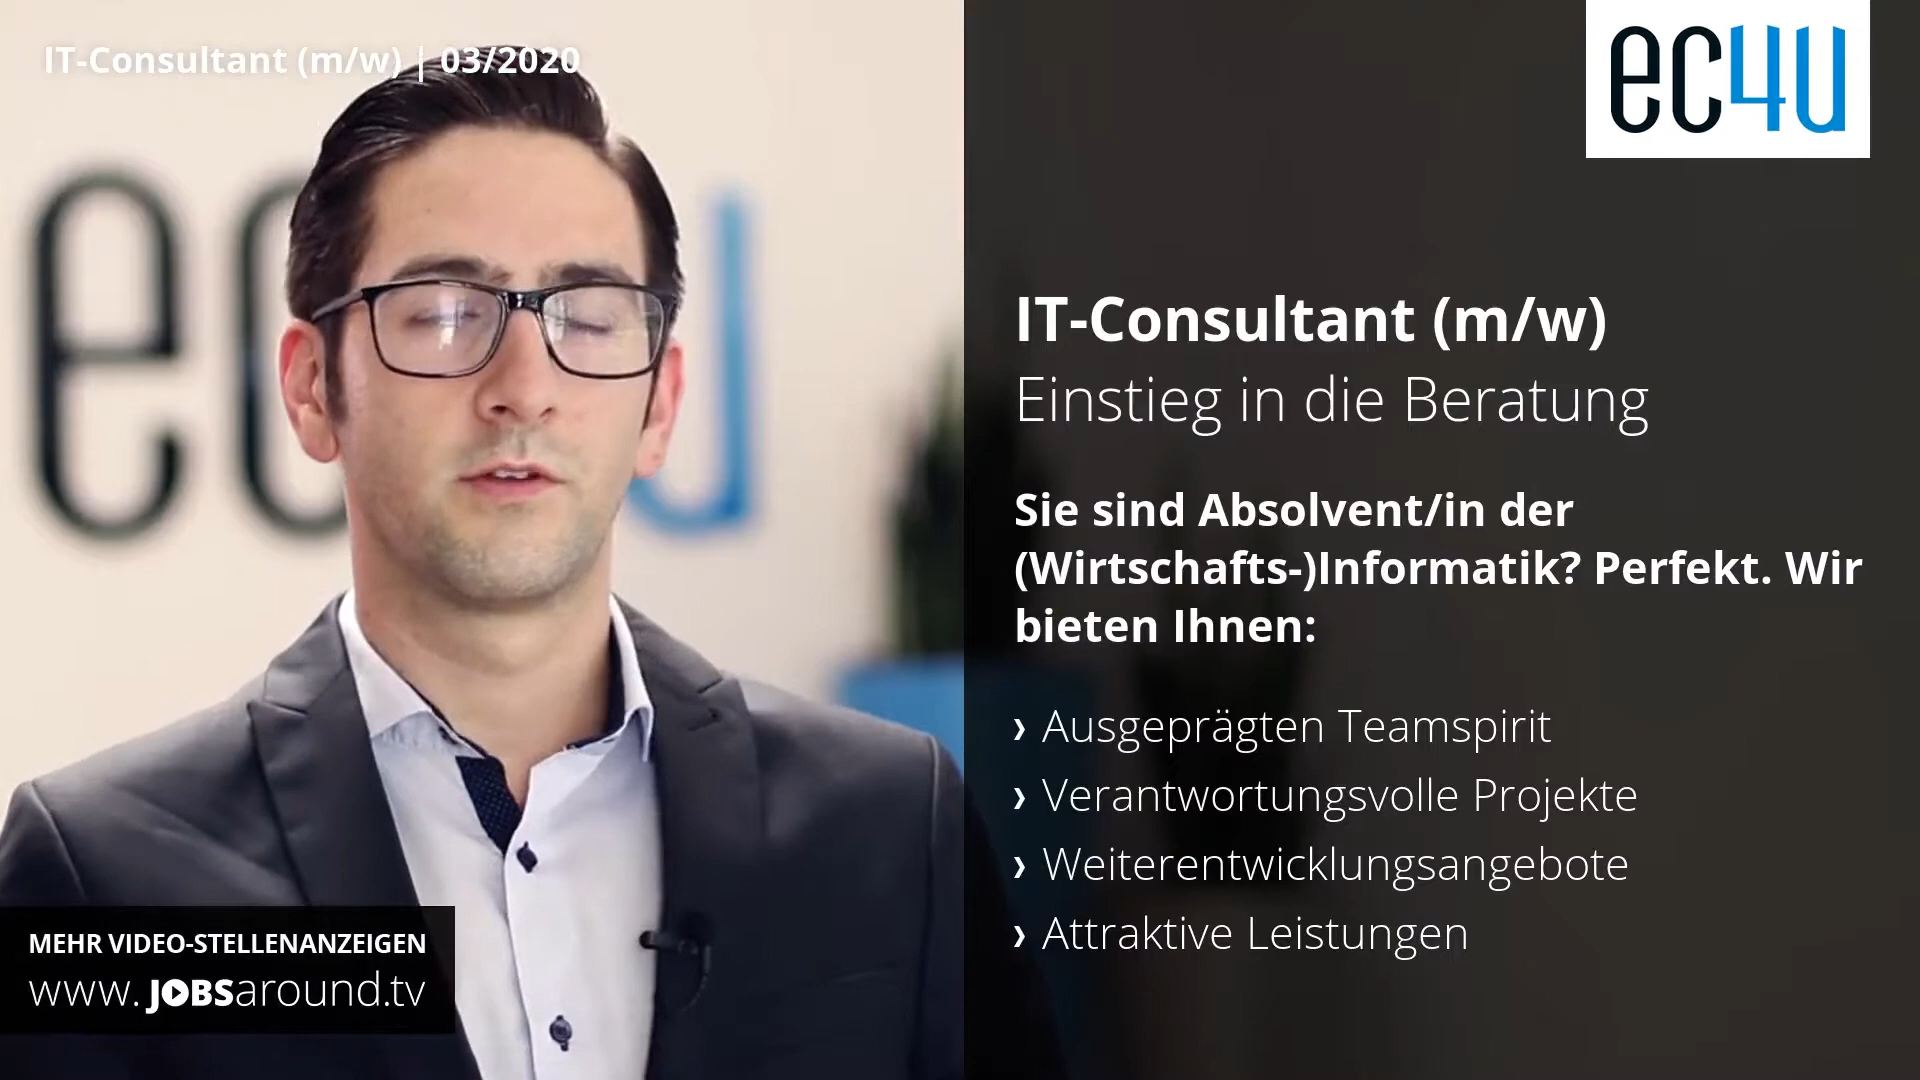 IT-Consultant (m/w) | 03/2020
ec4u
ec4u
IT-Consultant (m/w)
Einstieg in die Beratung
Sie sind Absolvent/in der
(Wirtschafts-)Informatik? Perfekt. Wir
bieten Ihnen:
› Ausgeprägten Teamspirit
› Verantwortungsvolle Projekte
› Weiterentwicklungsangebote
› Attraktive Leistungen
MEHR VIDEO-STELLENANZEIGEN
www.JOBSaround.tv